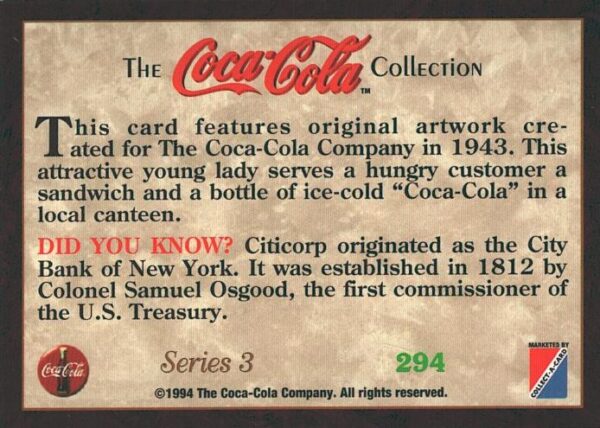 The Coca-Cola™ Collection
This card features original artwork cre-
ated for The Coca-Cola Company in 1943. This
attractive young lady serves a hungry customer a
sandwich and a bottle of ice-cold “Coca-Cola” in a
local canteen.
DID YOU KNOW? Citicorp originated as the City
Bank of New York. It was established in 1812 by
Colonel Samuel Osgood, the first commissioner of
the U.S. Treasury.
Coca-Cola
Series 3
294
MARKETED BY
COLLECT-A-CARD
©1994 The Coca-Cola Company. All rights reserved.